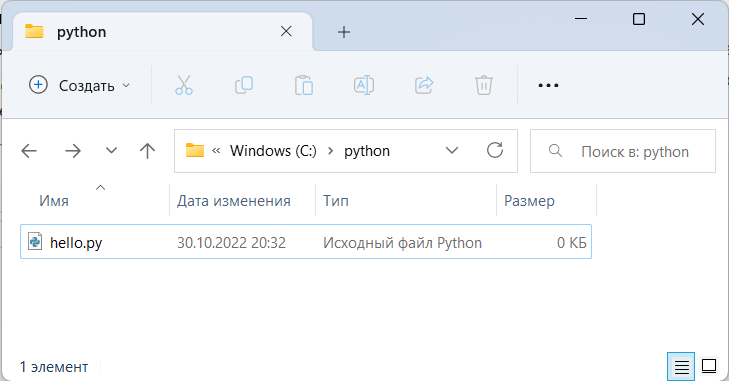 python
Создать
Windows (C:) python
Поиск в: python
Имя Дата изменения Тип Размер
hello.py 30.10.2022 20:32 Исходный файл Python 0 КБ
1 элемент